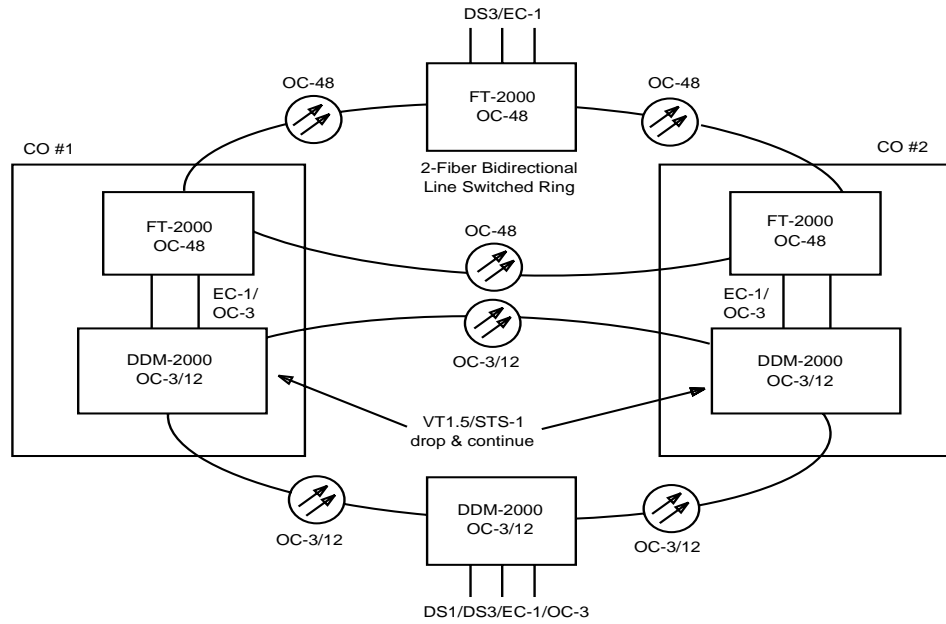 DS3/EC-1
OC-48
FT-2000
OC-48
OC-48
CO #1
2-Fiber Bidirectional
Line Switched Ring
CO #2
FT-2000
OC-48
OC-48
FT-2000
OC-48
EC-1/
OC-3
EC-1/
OC-3
DDM-2000
OC-3/12
OC-3/12
DDM-2000
OC-3/12
VT1.5/STS-1
drop & continue
DDM-2000
OC-3/12
OC-3/12
OC-3/12
DS1/DS3/EC-1/OC-3